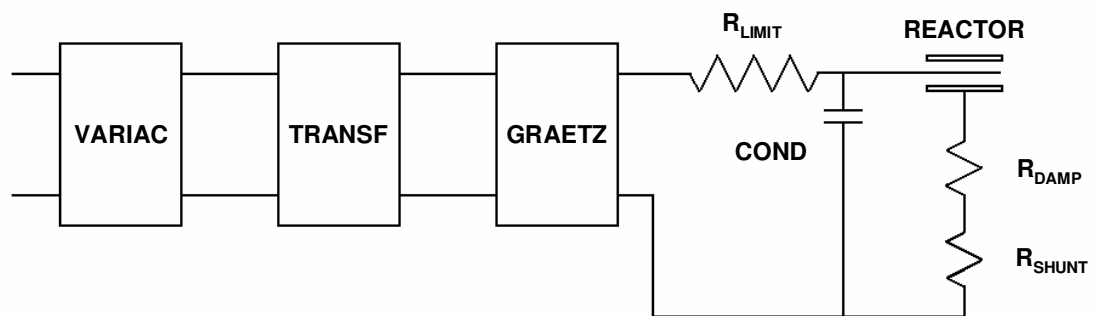 R_LIMIT
REACTOR
VARIAC
TRANSF
GRAETZ
COND
R_DAMP
R_SHUNT